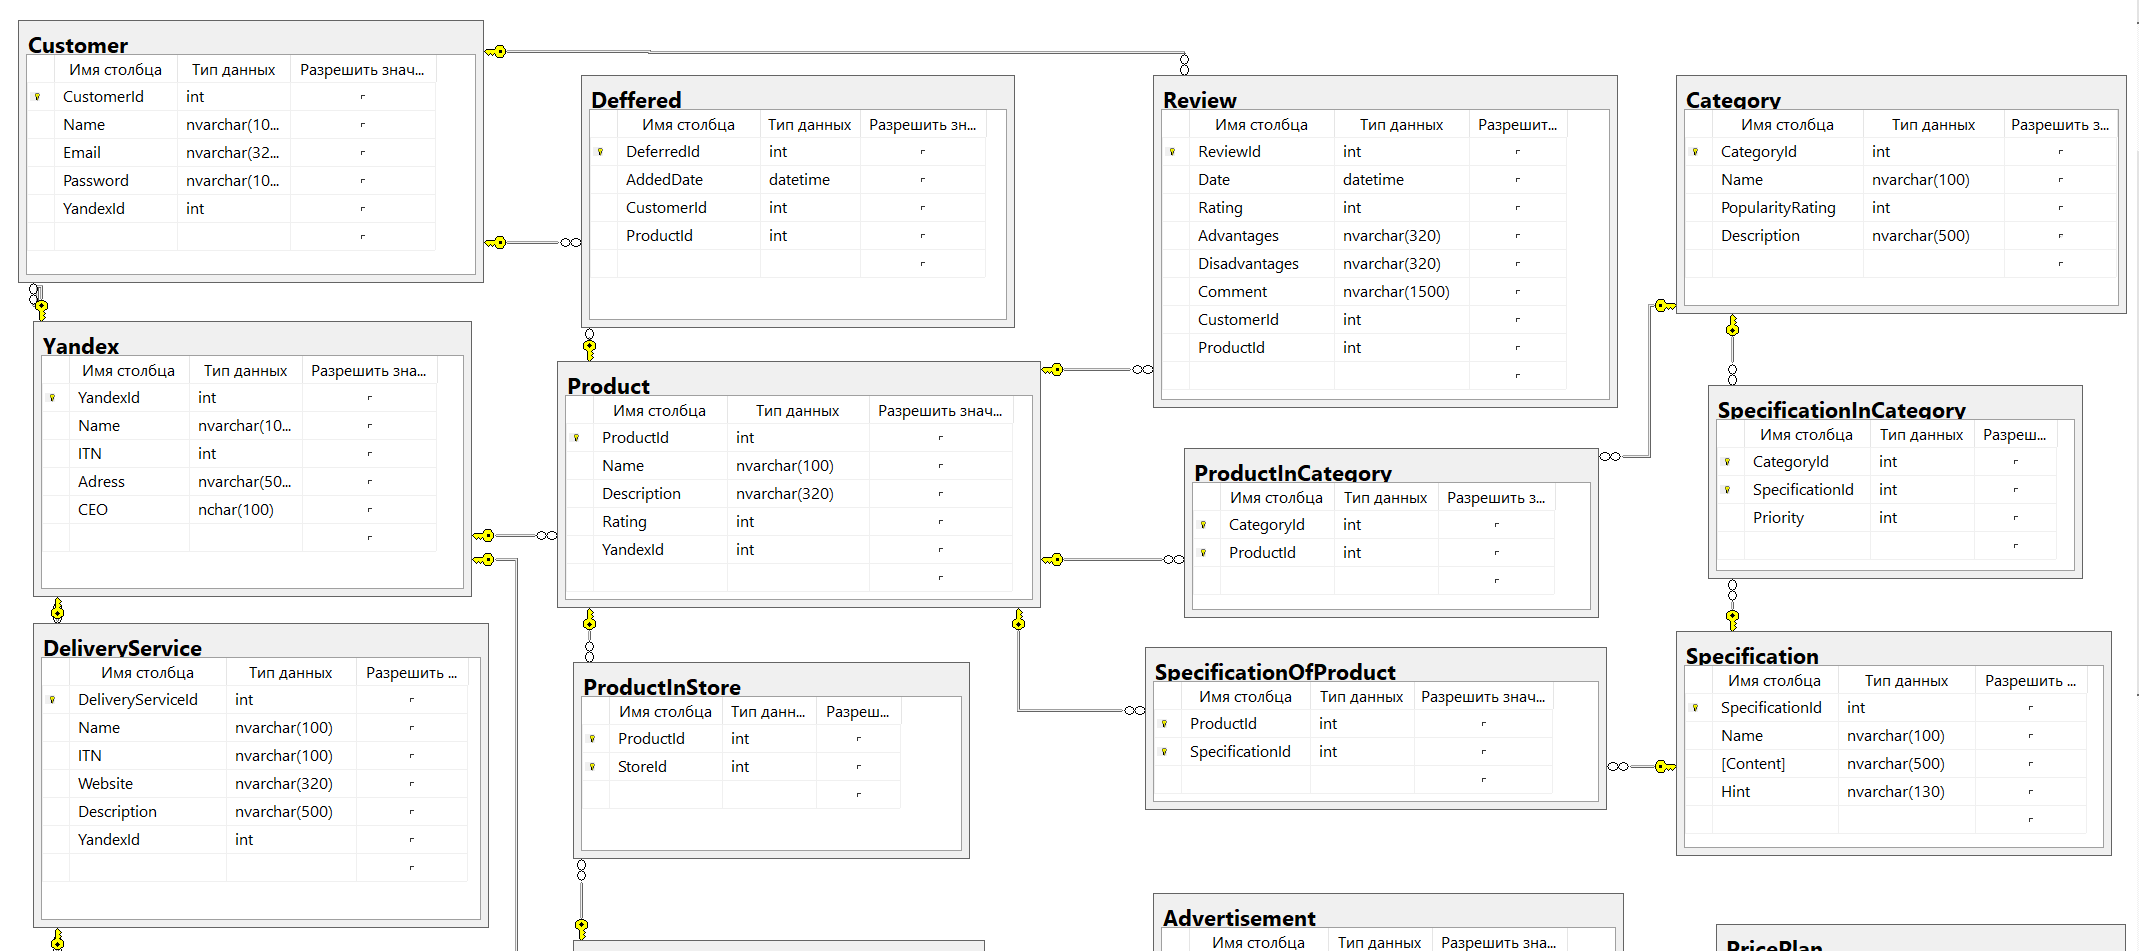 Customer
Имя столбца Тип данных Разрешить знач...
CustomerId int
Name nvarchar(10...
Email nvarchar(32...
Password nvarchar(10...
YandexId int
Deffered
Имя столбца Тип данных Разрешить зн...
DeferredId int
AddedDate datetime
CustomerId int
ProductId int
Review
Имя столбца Тип данных Разрешит...
ReviewId int
Date datetime
Rating int
Advantages nvarchar(320)
Disadvantages nvarchar(320)
Comment nvarchar(1500)
CustomerId int
ProductId int
Category
Имя столбца Тип данных Разрешить з...
CategoryId int
Name nvarchar(100)
PopularityRating int
Description nvarchar(500)
Yandex
Имя столбца Тип данных Разрешить зна...
YandexId int
Name nvarchar(10...
ITN int
Adress nvarchar(50...
CEO nchar(100)
Product
Имя столбца Тип данных Разрешить знач...
ProductId int
Name nvarchar(100)
Description nvarchar(320)
Rating int
YandexId int
ProductInCategory
Имя столбца Тип данных Разрешить з...
CategoryId int
ProductId int
SpecificationInCategory
Имя столбца Тип данных Разреш...
CategoryId int
SpecificationId int
Priority int
DeliveryService
Имя столбца Тип данных Разрешить ...
DeliveryServiceId int
Name nvarchar(100)
ITN nvarchar(100)
Website nvarchar(320)
Description nvarchar(500)
YandexId int
ProductInStore
Имя столбца Тип данн... Разреш...
ProductId int
StoreId int
SpecificationOfProduct
Имя столбца Тип данных Разрешить знач...
ProductId int
SpecificationId int
Specification
Имя столбца Тип данных Разрешить ...
SpecificationId int
Name nvarchar(100)
[Content] nvarchar(500)
Hint nvarchar(130)
Advertisement
Имя столбца Тип данных Разрешить зна...
PricePlan